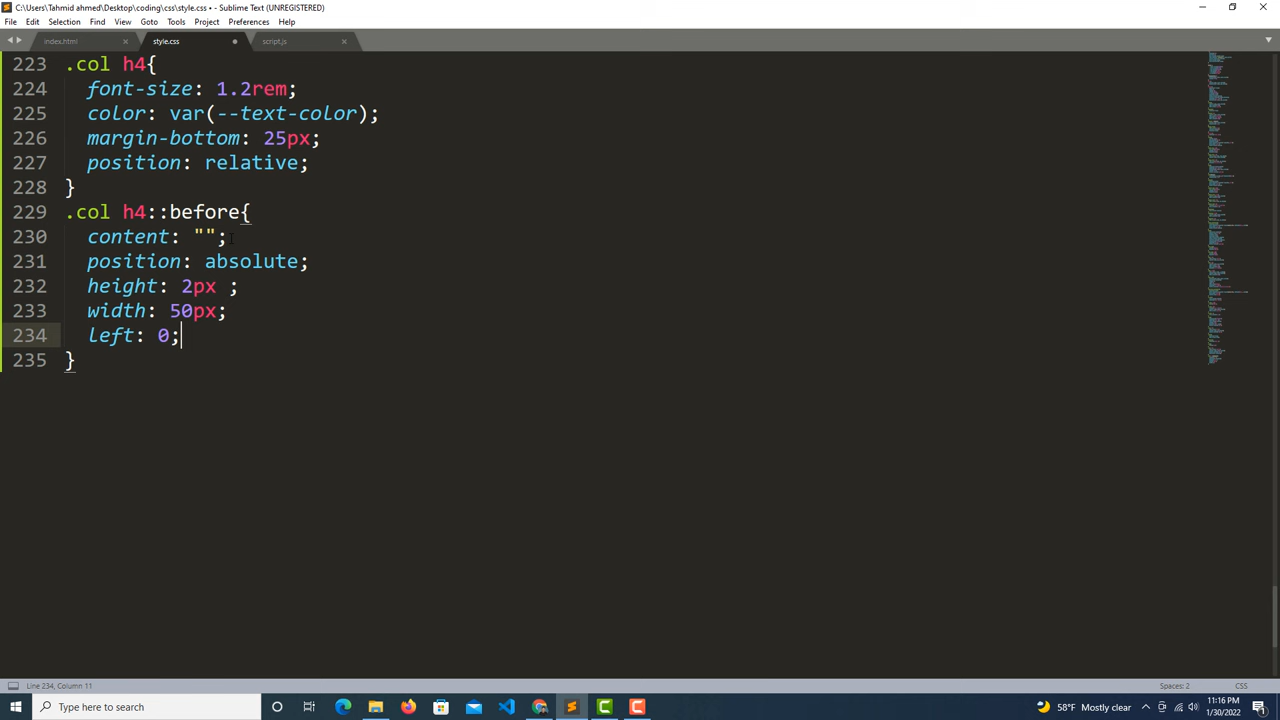 C:\Users\Tahmid ahmed\Desktop\coding\css\style.css • - Sublime Text (UNREGISTERED)
File Edit Selection Find View Goto Tools Project Preferences Help
index.html style.css script.js
223 .col h4{
224 font-size: 1.2rem;
225 color: var(--text-color);
226 margin-bottom: 25px;
227 position: relative;
228 }
229 .col h4::before{
230 content: "";
231 position: absolute;
232 height: 2px ;
233 width: 50px;
234 left: 0;
235 }
Line 234, Column 11 Spaces: 2 CSS
Type here to search 58°F Mostly clear 11:16 PM
1/30/2022